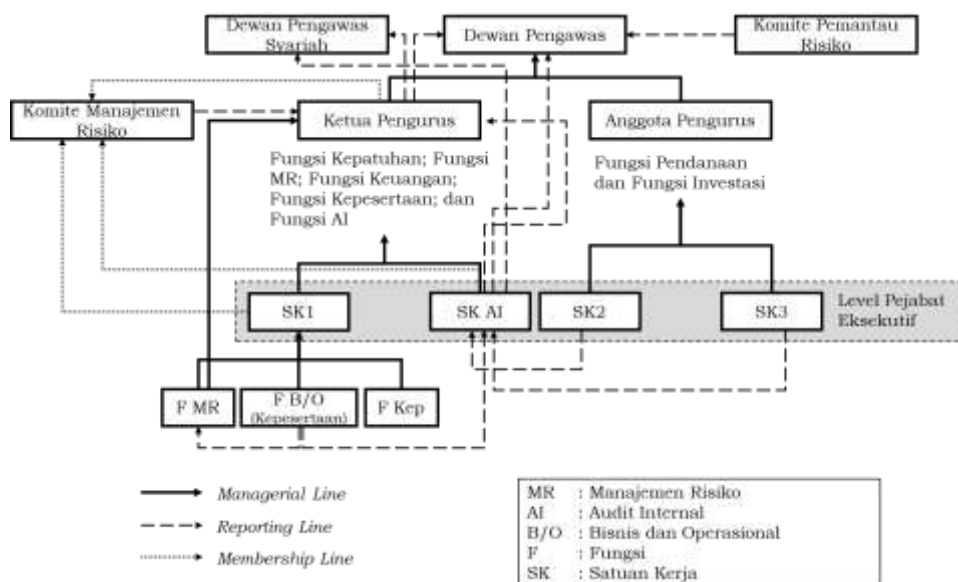 Dewan Pengawas
Syariah
Dewan Pengawas
Komite Pemantau
Risiko
Komite Manajemen
Risiko
Ketua Pengurus
Anggota Pengurus
Fungsi Kepatuhan; Fungsi
MR; Fungsi Keuangan;
Fungsi Kepesertaan; dan
Fungsi AI
Fungsi Pendanaan
dan Fungsi Investasi
SK1
SK AI
SK2
SK3
Level Pejabat
Eksekutif
F MR
F B/O
(Kepesertaan)
F Kep
Managerial Line
Reporting Line
Membership Line
MR : Manajemen Risiko
AI : Audit Internal
B/O : Bisnis dan Operasional
F : Fungsi
SK : Satuan Kerja